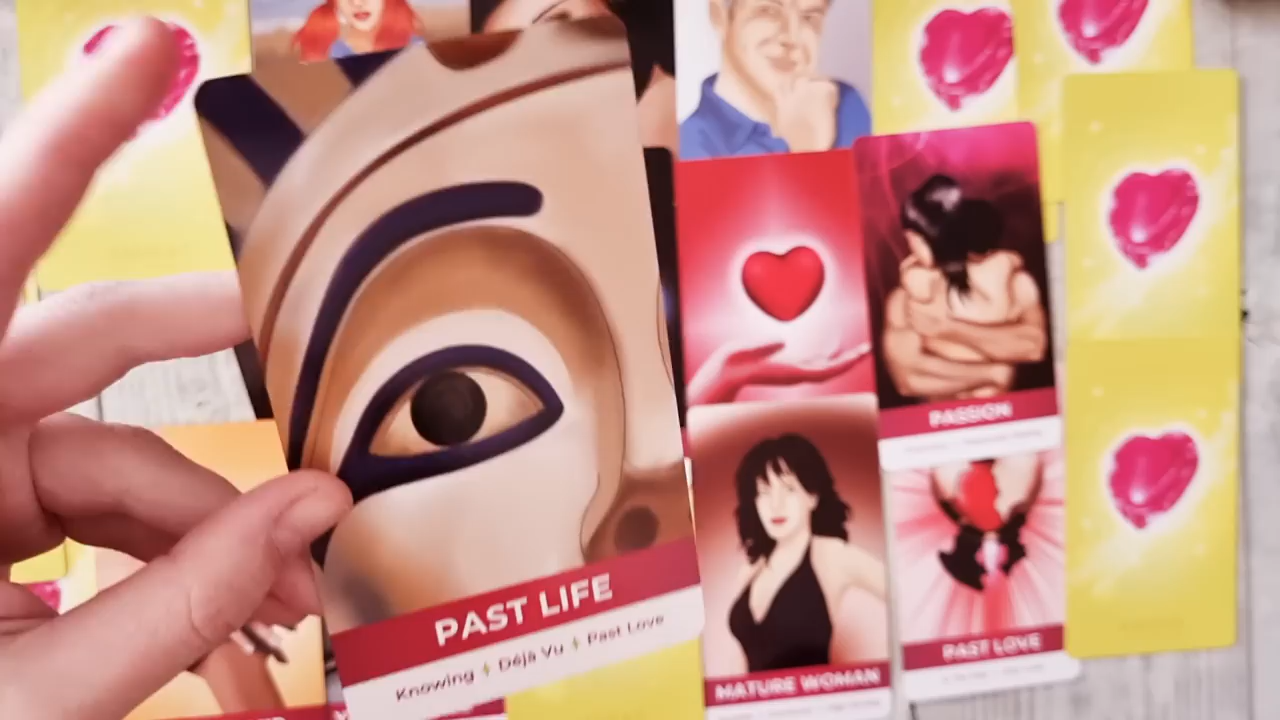 PASSION
PAST LIFE
Knowing Déjà Vu Past Love
PAST LOVE
MATURE WOMAN